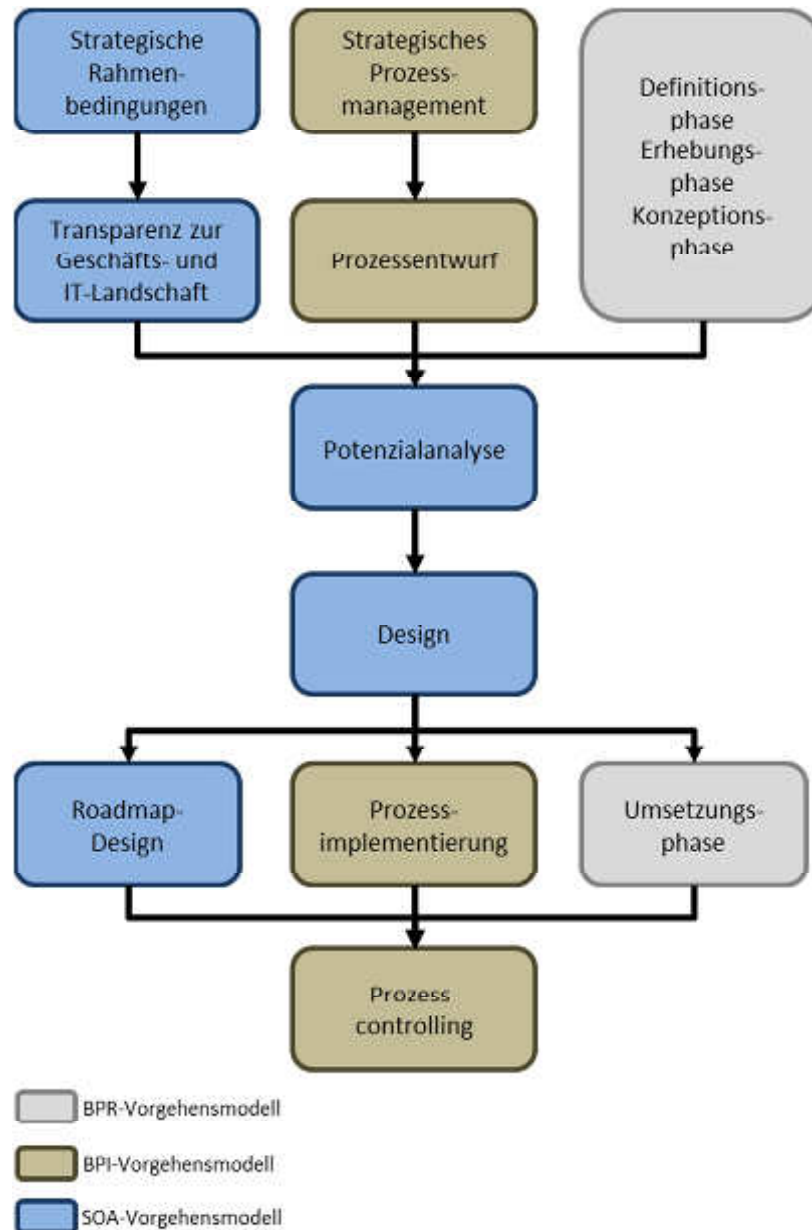 Strategische
Rahmen-
bedingungen
Strategisches
Prozess-
management
Definitions-
phase
Erhebungs-
phase
Konzeptions-
phase
Transparenz zur
Geschäfts- und
IT-Landschaft
Prozessentwurf
Potenzialanalyse
Design
Roadmap-
Design
Prozess-
implementierung
Umsetzungs-
phase
Prozess
controlling
BPR-Vorgehensmodell
BPI-Vorgehensmodell
SOA-Vorgehensmodell